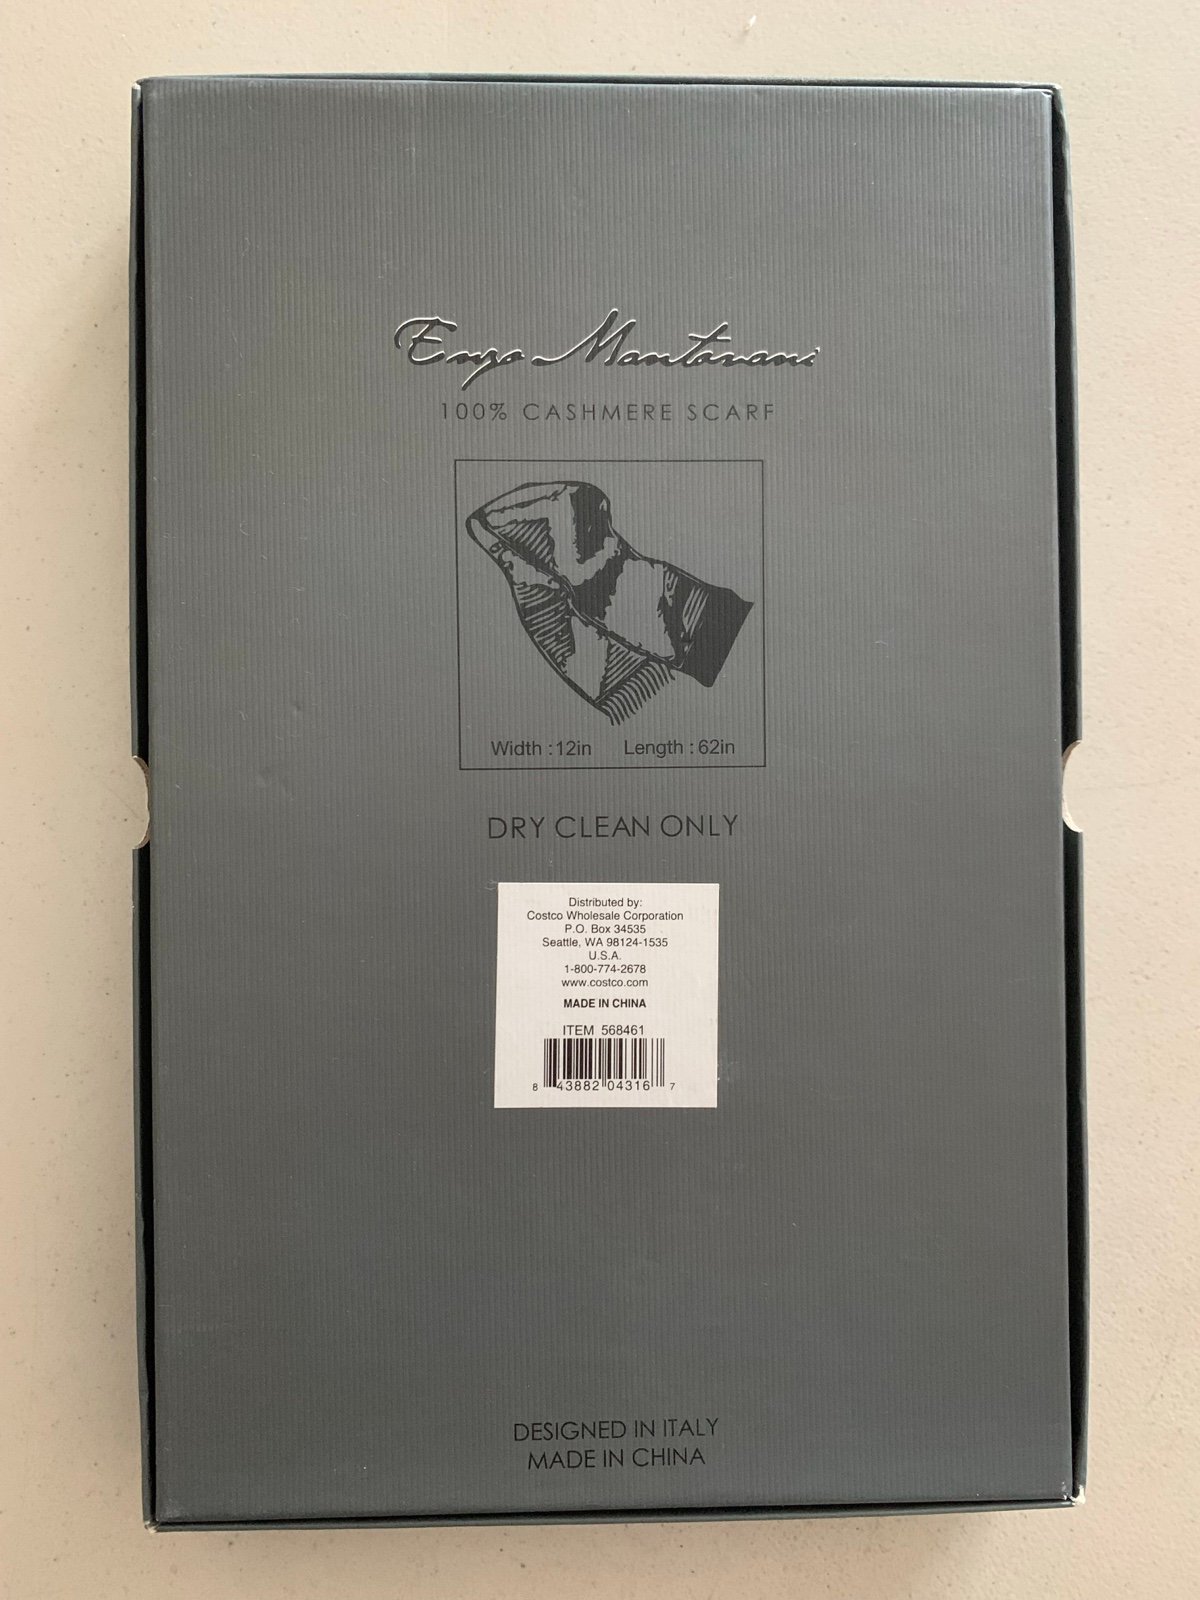 Enzo Mantovani
100% CASHMERE SCARF
Width : 12in Length : 62in
DRY CLEAN ONLY
Distributed by:
Costco Wholesale Corporation
P.O. Box 34535
Seattle, WA 98124-1535
U.S.A.
1-800-774-2678
www.costco.com
MADE IN CHINA
ITEM 568461
8 43882 04316 7
DESIGNED IN ITALY
MADE IN CHINA